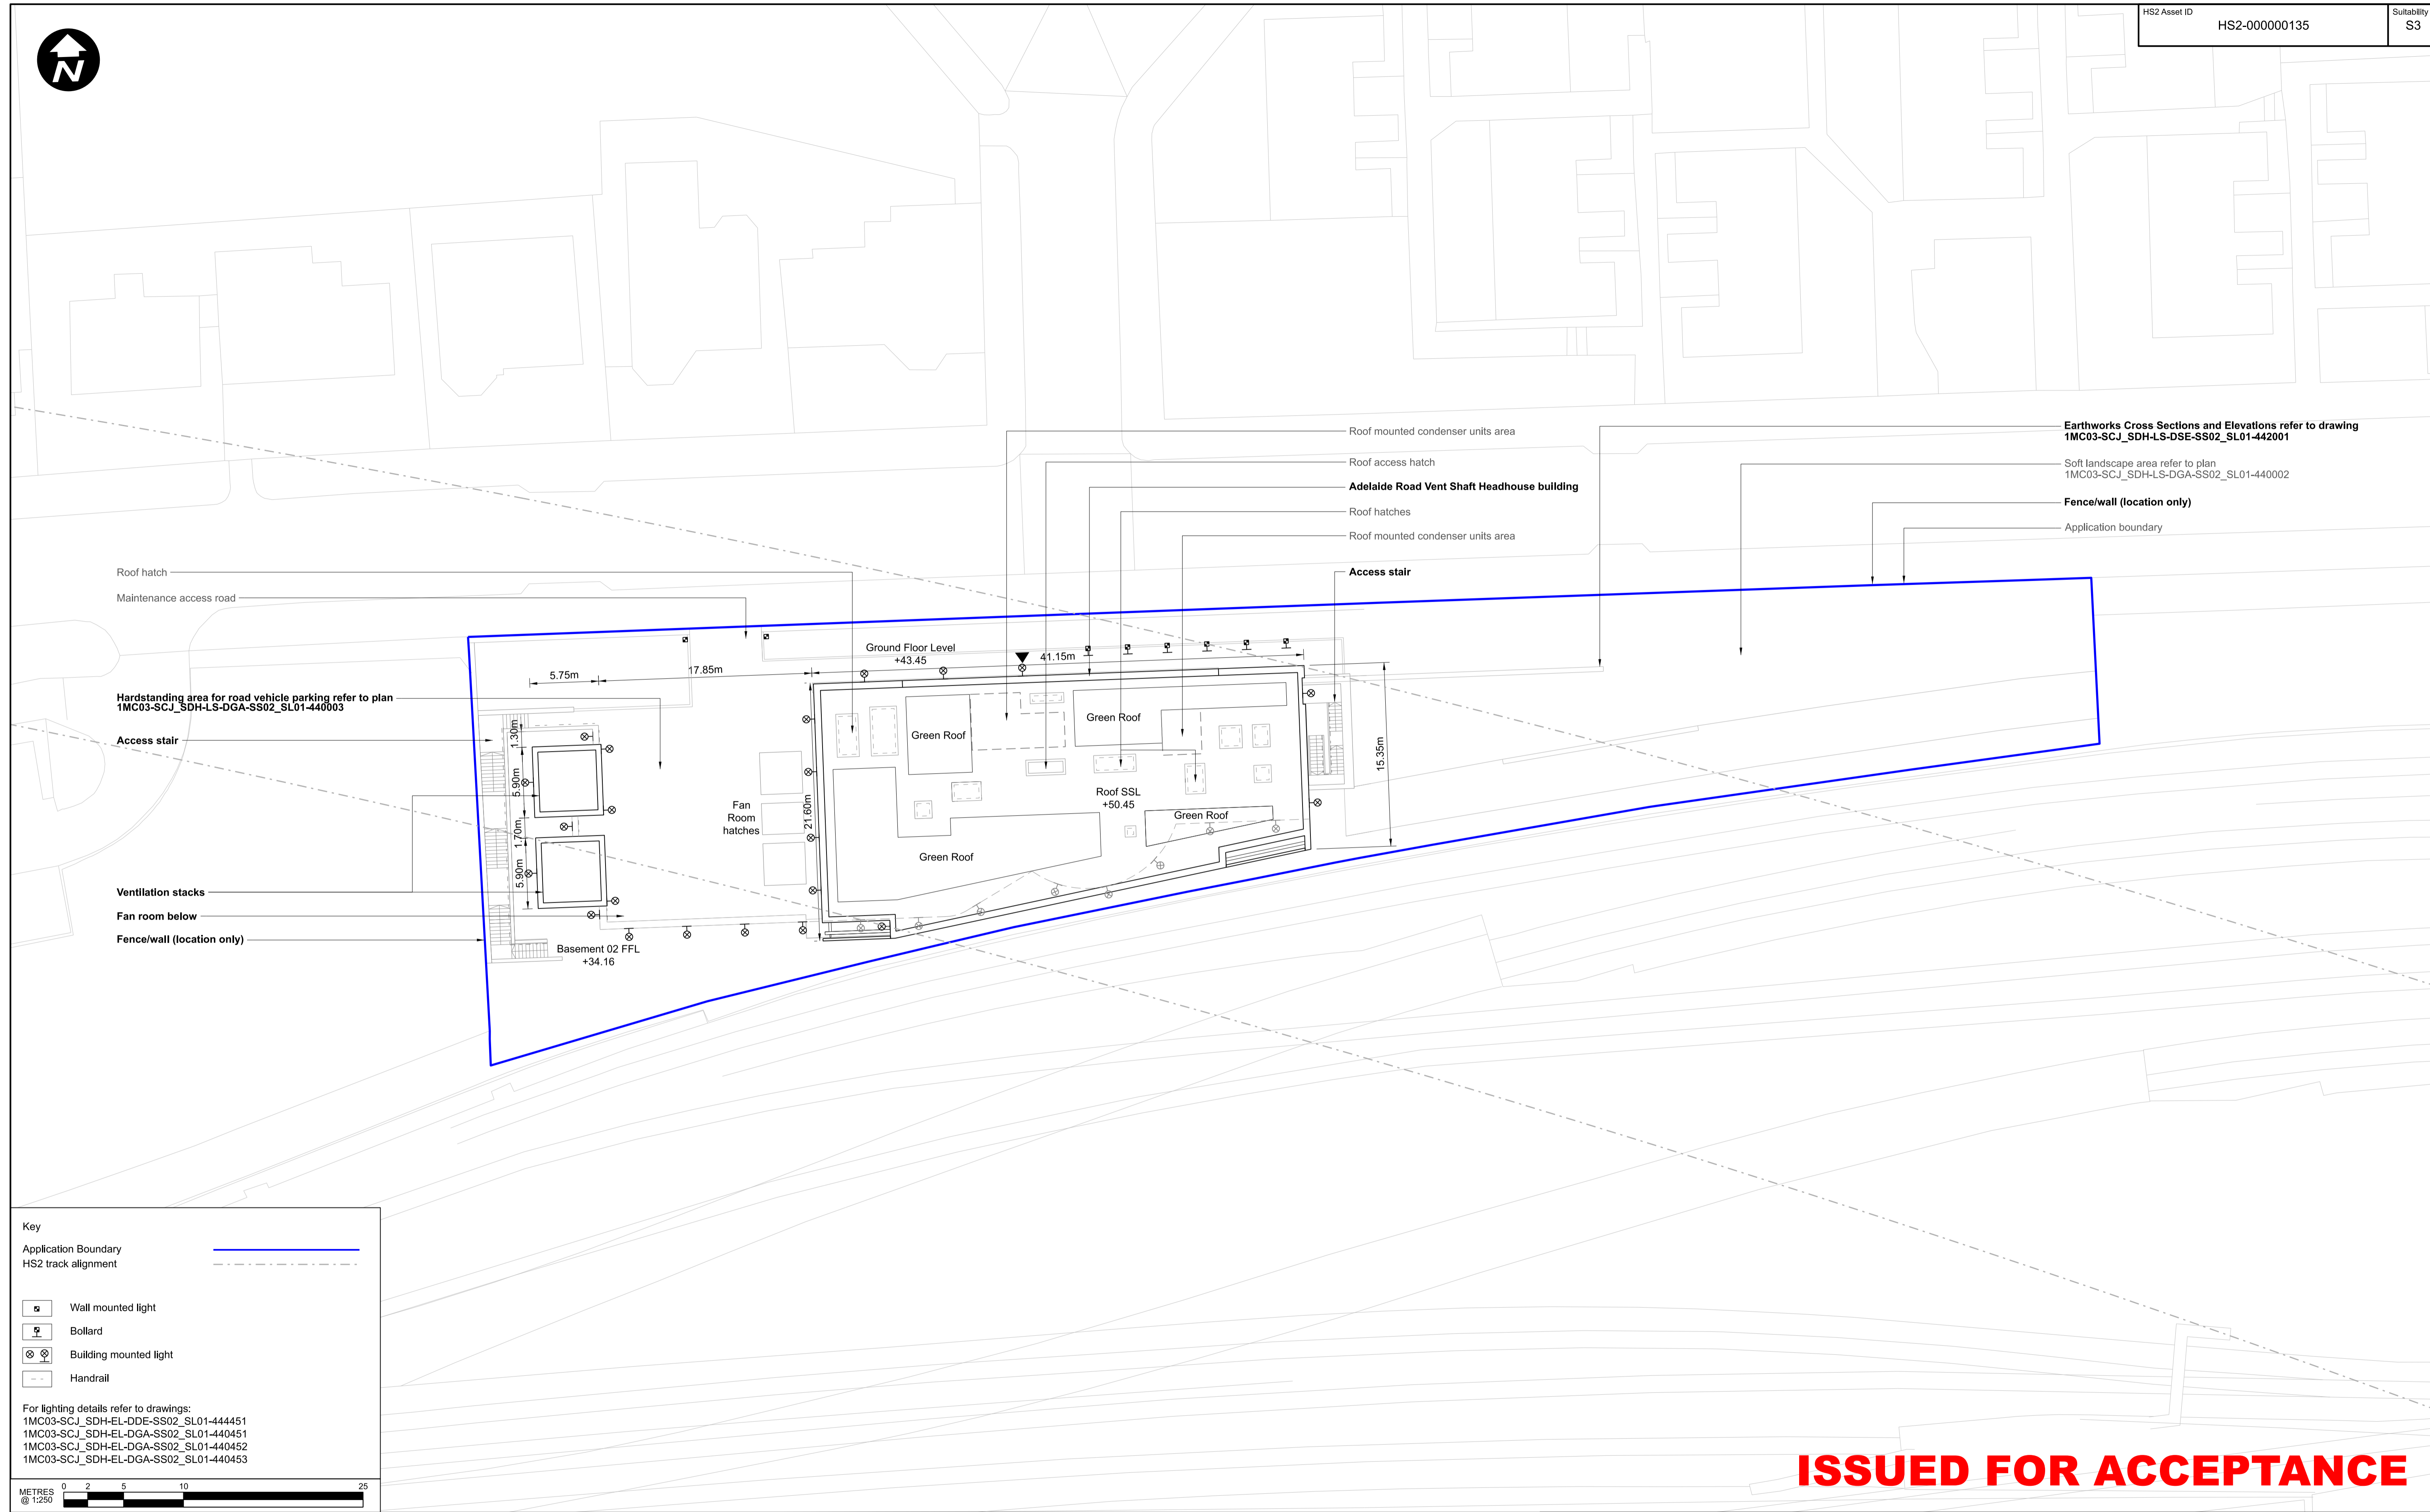 HS2 Asset ID
HS2-000000135
Suitability
S3
N
Roof mounted condenser units area
Roof access hatch
Adelaide Road Vent Shaft Headhouse building
Roof hatches
Roof mounted condenser units area
Access stair
Earthworks Cross Sections and Elevations refer to drawing
1MC03-SCJ_SDH-LS-DSE-SS02_SL01-442001
Soft landscape area refer to plan
1MC03-SCJ_SDH-LS-DGA-SS02_SL01-440002
Fence/wall (location only)
Application boundary
Roof hatch
Maintenance access road
Hardstanding area for road vehicle parking refer to plan
1MC03-SCJ_SDH-LS-DGA-SS02_SL01-440003
Access stair
Ventilation stacks
Fan room below
Fence/wall (location only)
Ground Floor Level
+43.45
41.15m
5.75m
17.85m
1.30m
5.90m
1.70m
5.90m
21.60m
15.35m
Fan
Room
hatches
Green Roof
Green Roof
Roof SSL
+50.45
Green Roof
Green Roof
Basement 02 FFL
+34.16
Key
Application Boundary
HS2 track alignment
Wall mounted light
Bollard
Building mounted light
Handrail
For lighting details refer to drawings:
1MC03-SCJ_SDH-EL-DDE-SS02_SL01-444451
1MC03-SCJ_SDH-EL-DGA-SS02_SL01-440451
1MC03-SCJ_SDH-EL-DGA-SS02_SL01-440452
1MC03-SCJ_SDH-EL-DGA-SS02_SL01-440453
METRES
@ 1:250
0 2 5 10 25
ISSUED FOR ACCEPTANCE